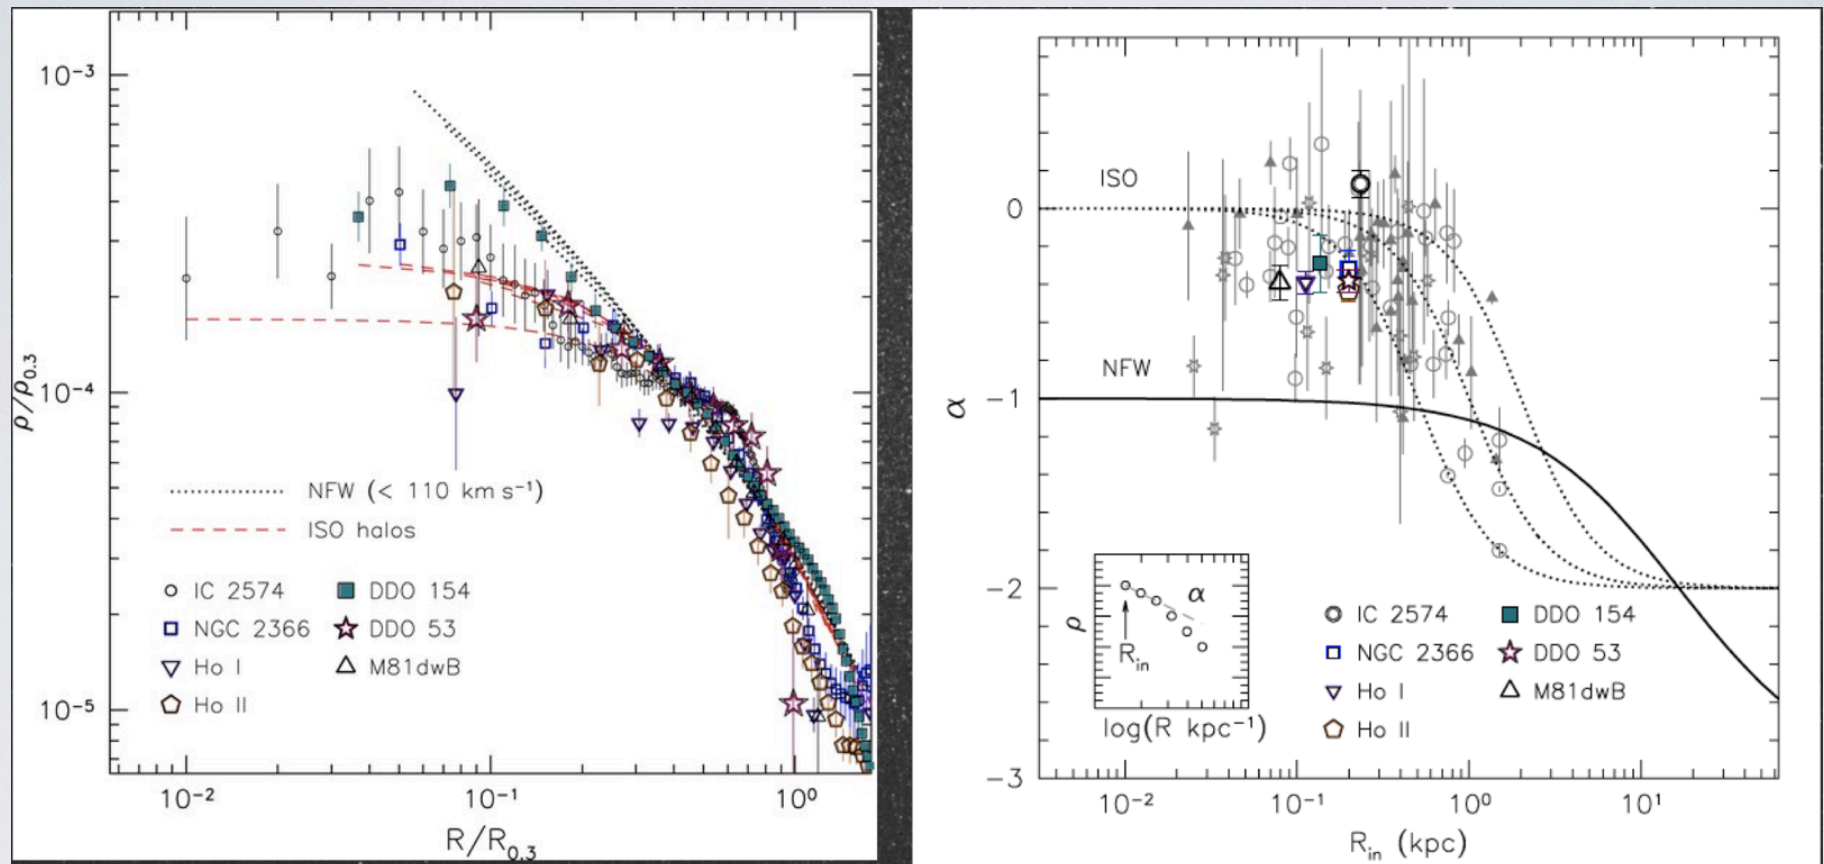 10⁻³
10⁻⁴
10⁻⁵
ρ/ρ₀.₃
NFW (< 110 km s⁻¹)
ISO halos
IC 2574
DDO 154
NGC 2366
DDO 53
Ho I
M81dwB
Ho II
10⁻²
10⁻¹
10⁰
R/R₀.₃
0
−1
−2
−3
α
ISO
NFW
ρ
α
R_in
log(R kpc⁻¹)
IC 2574
DDO 154
NGC 2366
DDO 53
Ho I
M81dwB
Ho II
10⁻²
10⁻¹
10⁰
10¹
R_in (kpc)